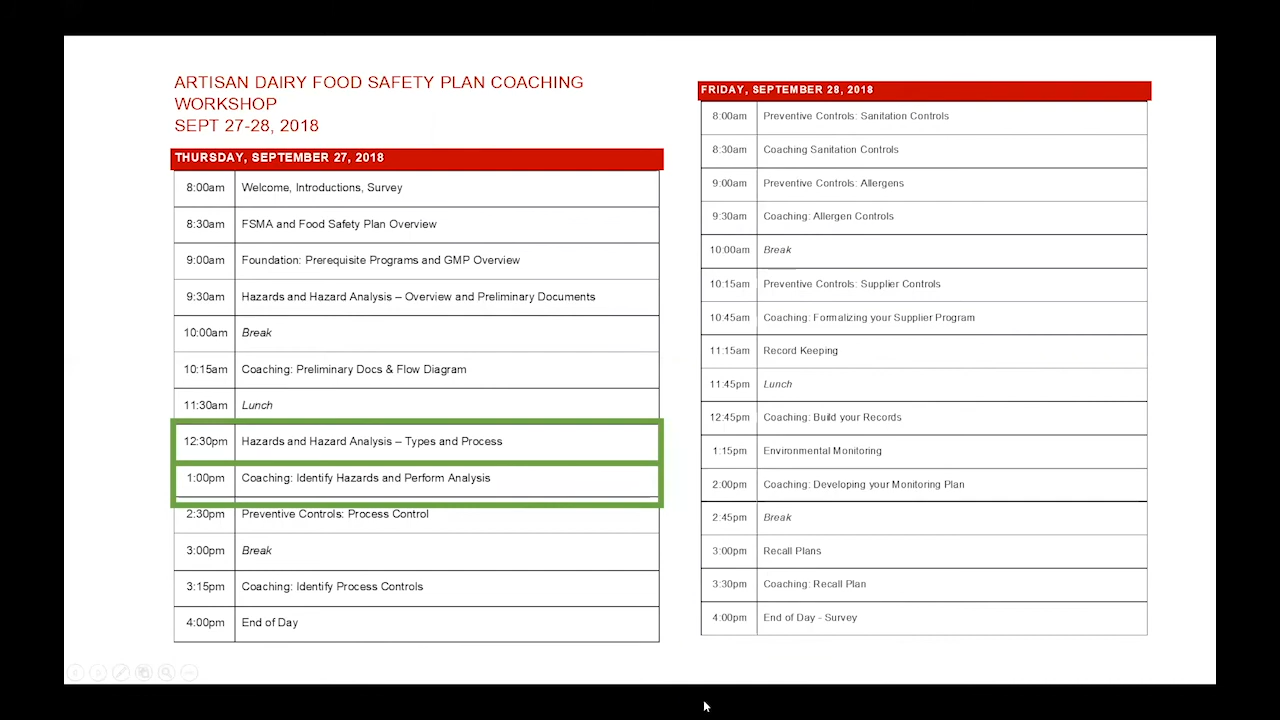 ARTISAN DAIRY FOOD SAFETY PLAN COACHING
WORKSHOP
SEPT 27-28, 2018
THURSDAY, SEPTEMBER 27, 2018
8:00am Welcome, Introductions, Survey
8:30am FSMA and Food Safety Plan Overview
9:00am Foundation: Prerequisite Programs and GMP Overview
9:30am Hazards and Hazard Analysis – Overview and Preliminary Documents
10:00am Break
10:15am Coaching: Preliminary Docs & Flow Diagram
11:30am Lunch
12:30pm Hazards and Hazard Analysis – Types and Process
1:00pm Coaching: Identify Hazards and Perform Analysis
2:30pm Preventive Controls: Process Control
3:00pm Break
3:15pm Coaching: Identify Process Controls
4:00pm End of Day
FRIDAY, SEPTEMBER 28, 2018
8:00am Preventive Controls: Sanitation Controls
8:30am Coaching Sanitation Controls
9:00am Preventive Controls: Allergens
9:30am Coaching: Allergen Controls
10:00am Break
10:15am Preventive Controls: Supplier Controls
10:45am Coaching: Formalizing your Supplier Program
11:15am Record Keeping
11:45pm Lunch
12:45pm Coaching: Build your Records
1:15pm Environmental Monitoring
2:00pm Coaching: Developing your Monitoring Plan
2:45pm Break
3:00pm Recall Plans
3:30pm Coaching: Recall Plan
4:00pm End of Day - Survey